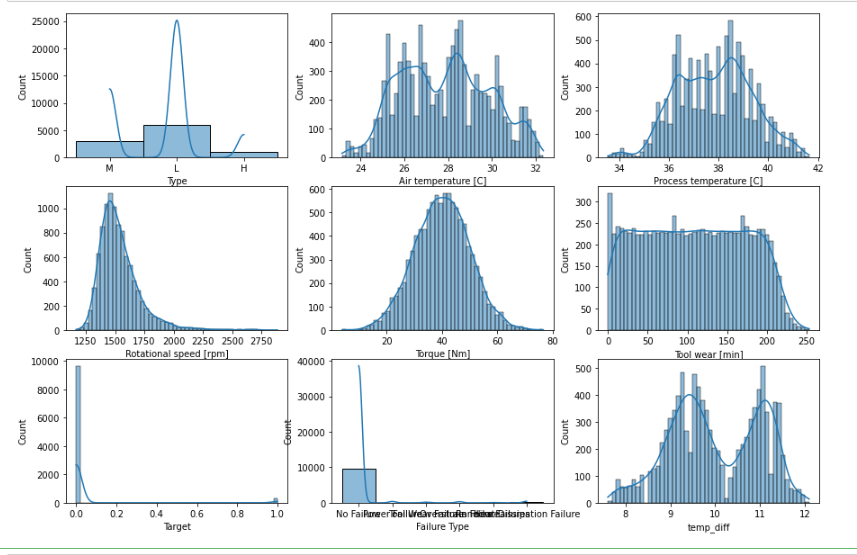 25000
20000
15000
10000
5000
0
Count
M L H
Type
400
300
200
100
0
Count
24 26 28 30 32
Air temperature [C]
600
500
400
300
200
100
0
Count
34 36 38 40 42
Process temperature [C]
1000
800
600
400
200
0
Count
1250 1500 1750 2000 2250 2500 2750
Rotational speed [rpm]
600
500
400
300
200
100
0
Count
20 40 60 80
Torque [Nm]
300
250
200
150
100
50
0
Count
0 50 100 150 200 250
Tool wear [min]
10000
8000
6000
4000
2000
0
Count
0.0 0.2 0.4 0.6 0.8 1.0
Target
40000
30000
20000
10000
0
Count
No Failure Failure
Failure Type
500
400
300
200
100
0
Count
8 9 10 11 12
temp_diff